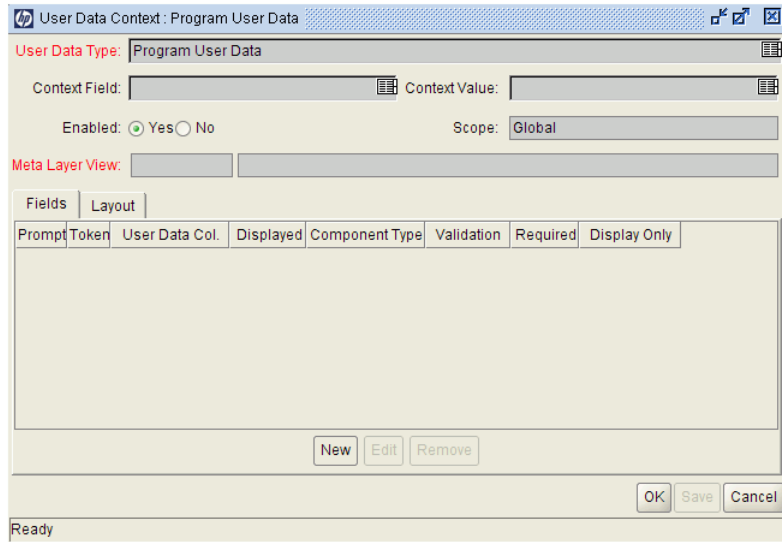 hp User Data Context : Program User Data
User Data Type: Program User Data
Context Field: Context Value:
Enabled: Yes No Scope: Global
Meta Layer View:
Fields Layout
Prompt Token User Data Col. Displayed Component Type Validation Required Display Only
New Edit Remove
OK Save Cancel
Ready